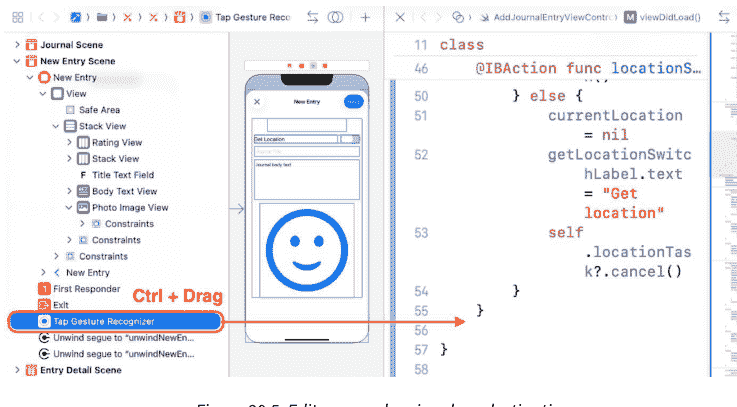 Tap Gesture Reco
AddJournalEntryViewContr
M viewDidLoad()
Journal Scene
New Entry Scene
New Entry
View
Safe Area
Stack View
Rating View
Stack View
F Title Text Field
Body Text View
Photo Image View
Constraints
Constraints
Constraints
New Entry
1 First Responder
Exit
Tap Gesture Recognizer
Unwind segue to "unwindNewEn...
Unwind segue to "unwindNewEn...
Entry Detail Scene
Ctrl + Drag
New Entry
Get Location
Journal body text
11 class
46 @IBAction func locationS...
50 } else {
51 currentLocation
= nil
52 getLocationSwitc
hLabel.text
= "Get
location"
53 self
.locationTas
k?.cancel()
54 }
55 }
56
57 }
58